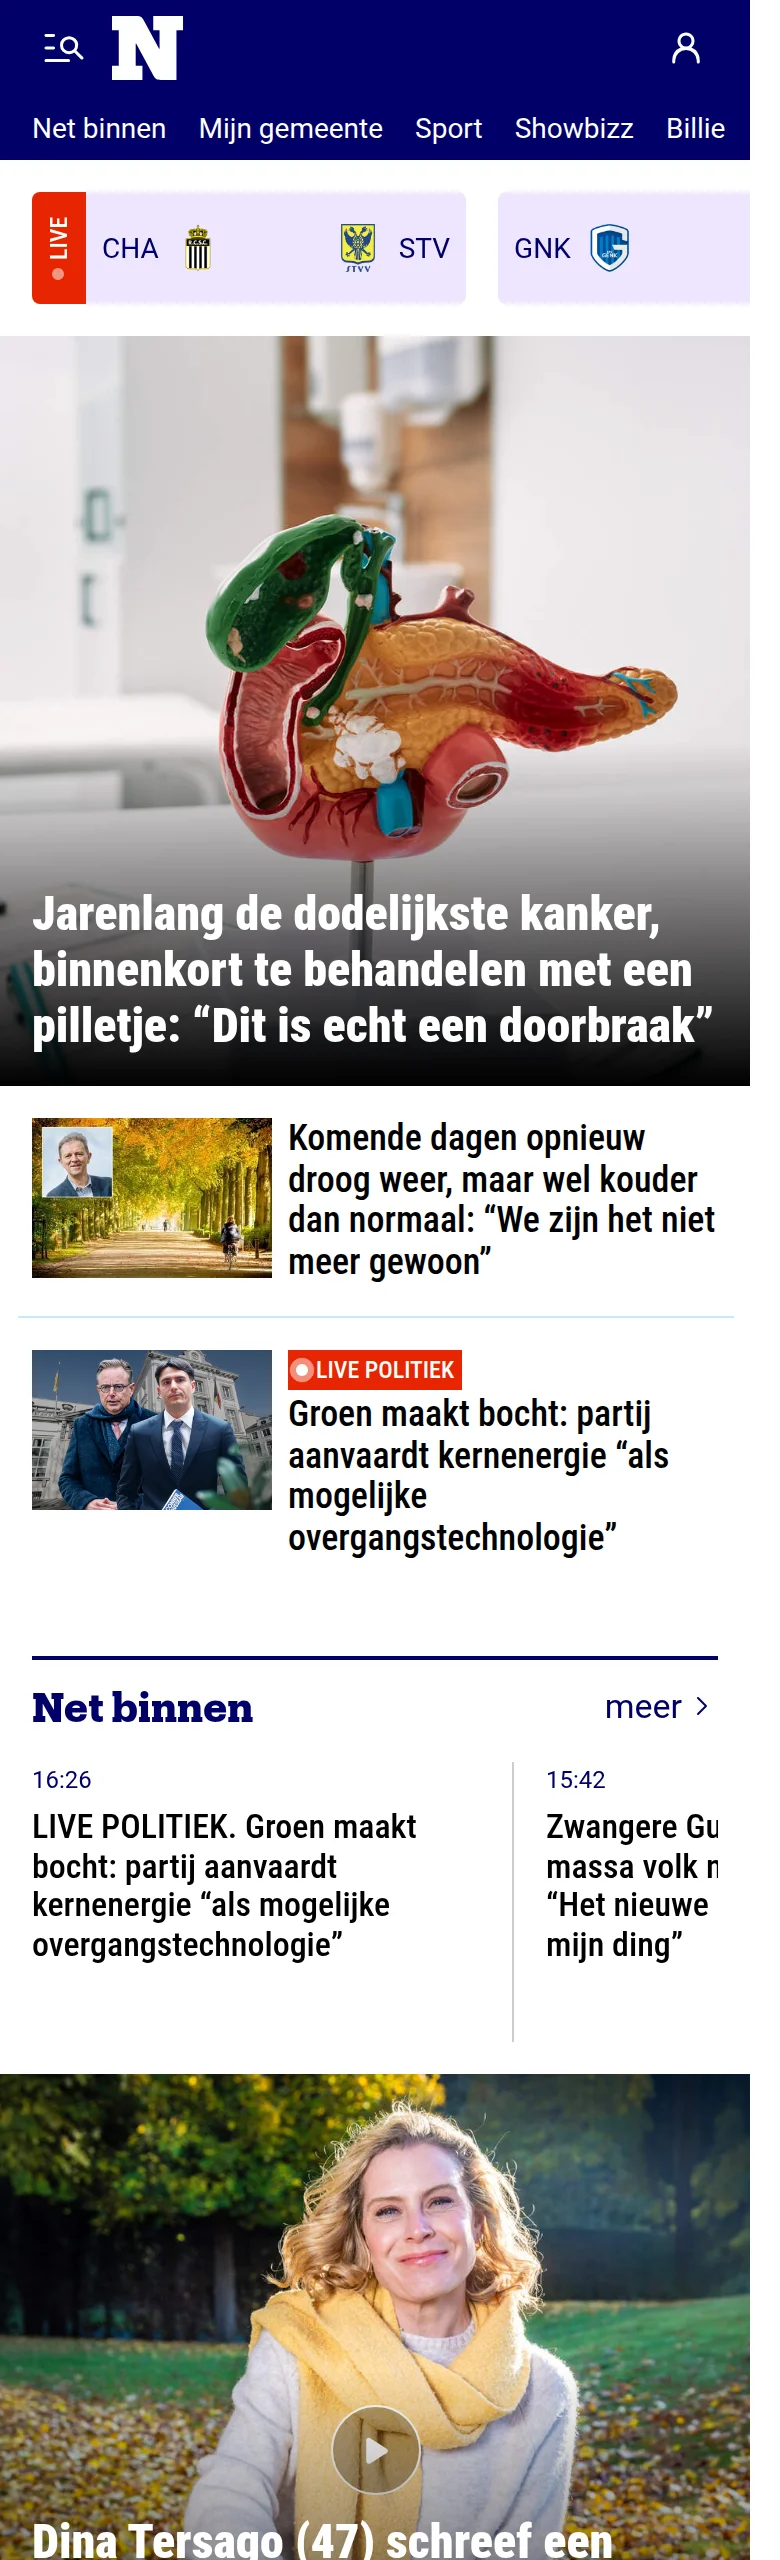 N
Net binnen Mijn gemeente Sport Showbizz Billie
LIVE
CHA
R.C.S.C.
STVV
STV
GNK
GENK
Jarenlang de dodelijkste kanker,
binnenkort te behandelen met een
pilletje: “Dit is echt een doorbraak”
Komende dagen opnieuw
droog weer, maar wel kouder
dan normaal: “We zijn het niet
meer gewoon”
LIVE POLITIEK
Groen maakt bocht: partij
aanvaardt kernenergie “als
mogelijke
overgangstechnologie”
Net binnen
meer
16:26
LIVE POLITIEK. Groen maakt
bocht: partij aanvaardt
kernenergie “als mogelijke
overgangstechnologie”
15:42
Zwangere Gu
massa volk
“Het nieuwe
mijn ding”
Dina Tersago (47) schreef een